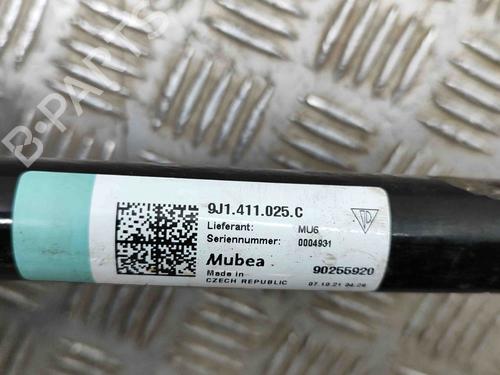 B-PARTS
9J1.411.025.C
Lieferant: MU6
Seriennummer: 0004931
Mubea 90255920
Made in
CZECH REPUBLIC 07.10.21 04:26